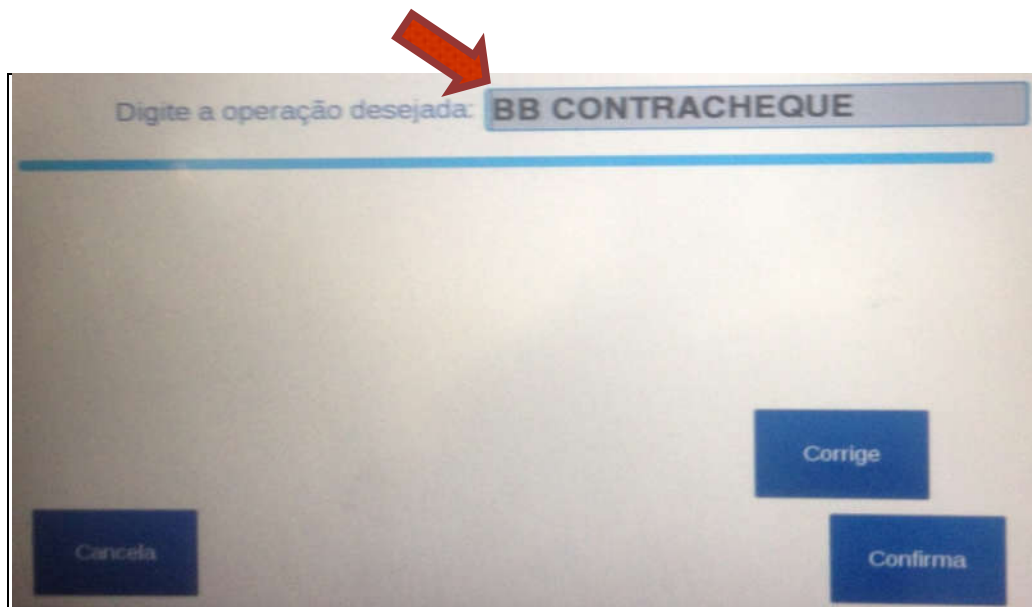 Digite a operação desejada: BB CONTRACHEQUE
Corrige
Cancela
Confirma